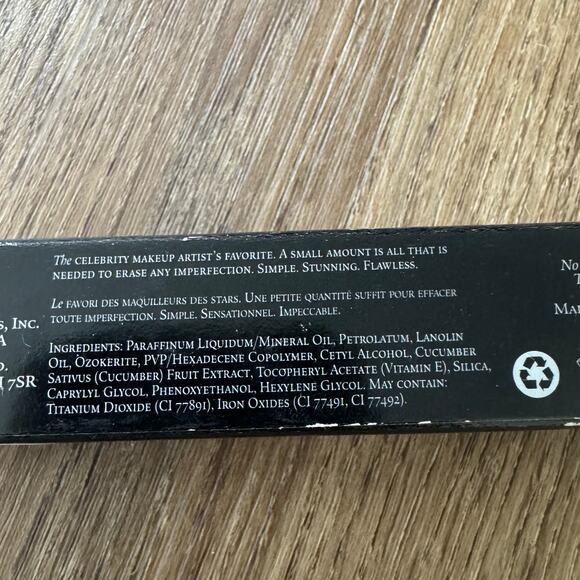 The CELEBRITY MAKEUP ARTIST'S FAVORITE. A SMALL AMOUNT IS ALL THAT IS
NEEDED TO ERASE ANY IMPERFECTION. SIMPLE. STUNNING. FLAWLESS.
LE FAVORI DES MAQUILLEURS DES STARS. UNE PETITE QUANTITÉ SUFFIT POUR EFFACER
TOUTE IMPERFECTION. SIMPLE. SENSATIONNEL. IMPECCABLE.
INGREDIENTS: PARAFFINUM LIQUIDUM/MINERAL OIL, PETROLATUM, LANOLIN
OIL, OZOKERITE, PVP/HEXADECENE COPOLYMER, CETYL ALCOHOL, CUCUMBER
SATIVUS (CUCUMBER) FRUIT EXTRACT, TOCOPHERYL ACETATE (VITAMIN E), SILICA,
CAPRYLYL GLYCOL, PHENOXYETHANOL, HEXYLENE GLYCOL. MAY CONTAIN:
TITANIUM DIOXIDE (CI 77891), IRON OXIDES (CI 77491, CI 77492).
, INC.
7SR
No